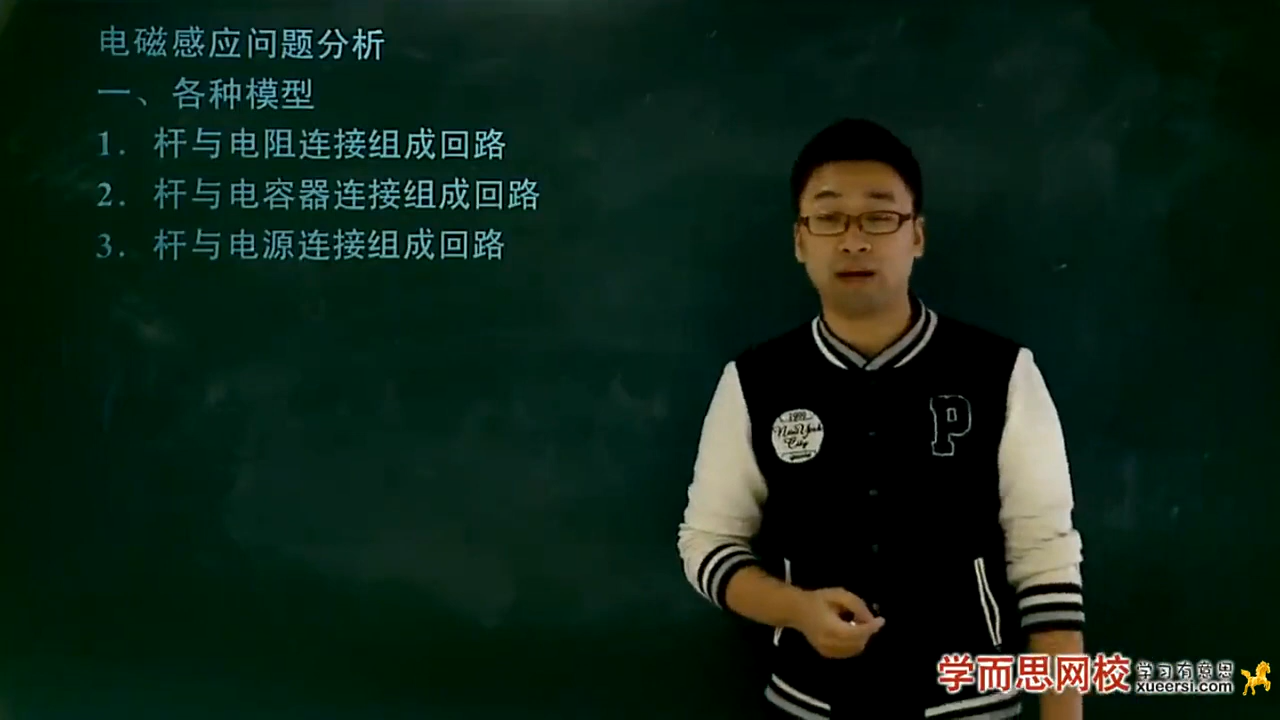 电磁感应问题分析
一、各种模型
1. 杆与电阻连接组成回路
2. 杆与电容器连接组成回路
3. 杆与电源连接组成回路
P
New York
City
学而思网校
学习有意思
xueersi.com